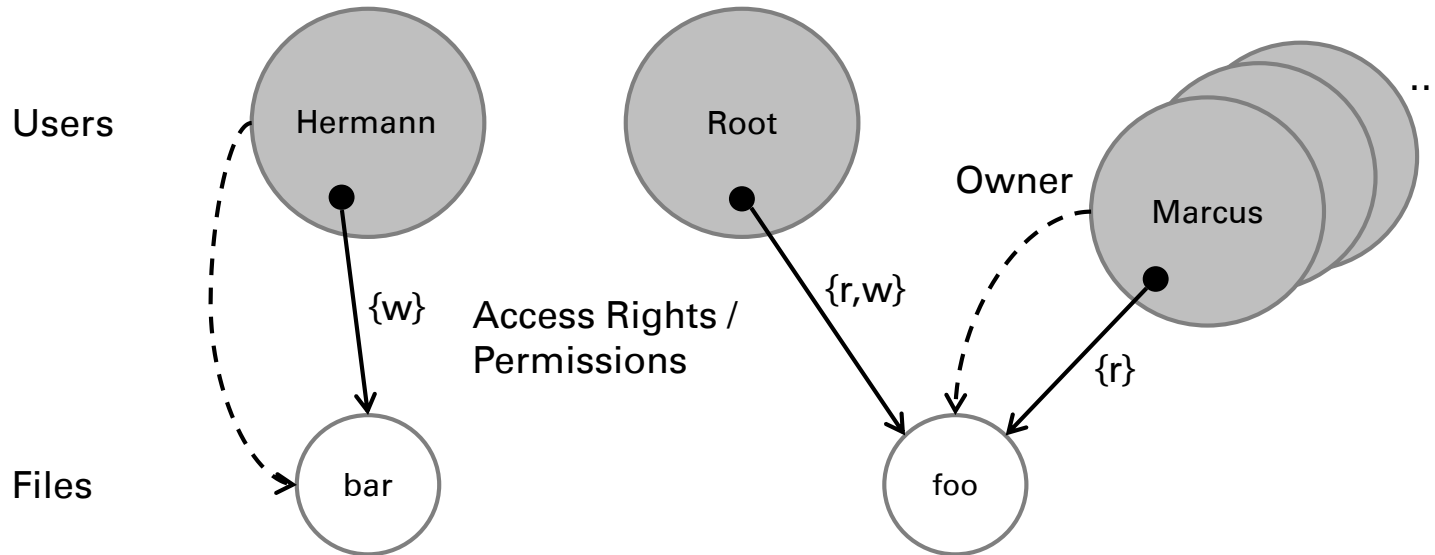 ..
Users
Hermann
Root
Owner
Marcus
{w}
Access Rights /
Permissions
{r,w}
{r}
Files
bar
foo